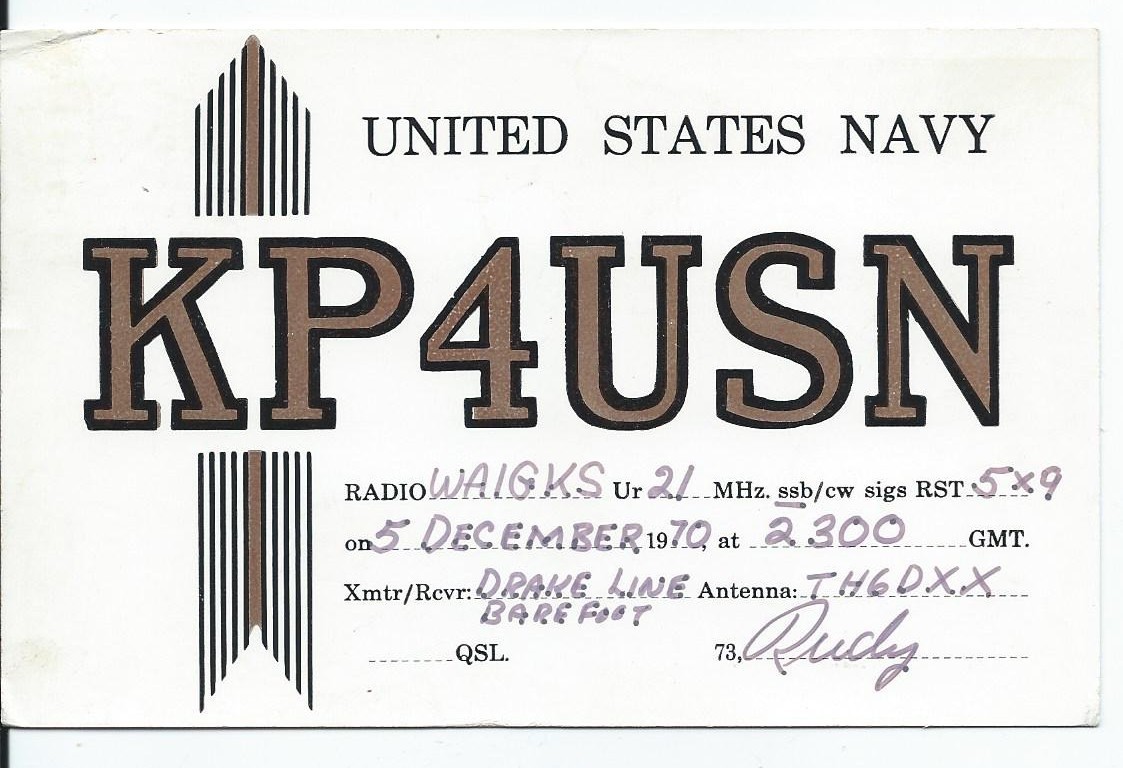 UNITED STATES NAVY
KP4USN
RADIO WA1GKS Ur 21 MHz. ssb/cw sigs RST 5x9
on 5 DECEMBER 1970, at 2300 GMT.
Xmtr/Rcvr: DRAKE LINE Antenna: TH6DXX
BAREFOOT
QSL. 73, Rudy